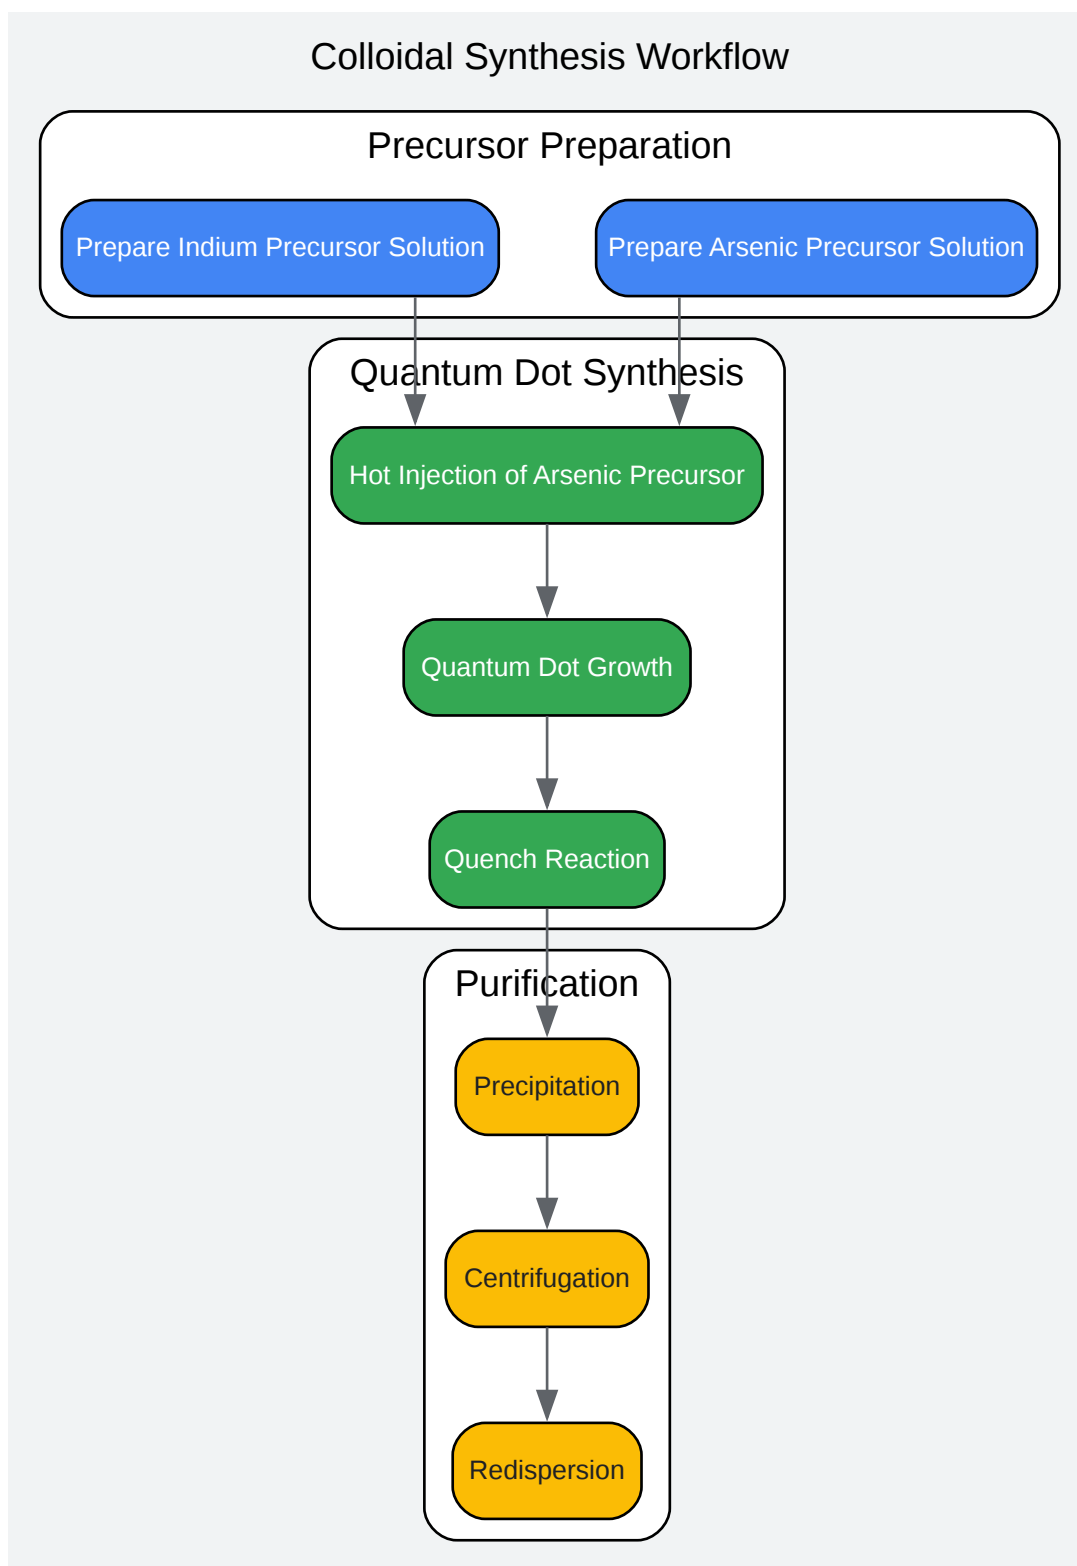 Colloidal Synthesis Workflow
Precursor Preparation
Prepare Indium Precursor Solution
Prepare Arsenic Precursor Solution
Quantum Dot Synthesis
Hot Injection of Arsenic Precursor
Quantum Dot Growth
Quench Reaction
Purification
Precipitation
Centrifugation
Redispersion